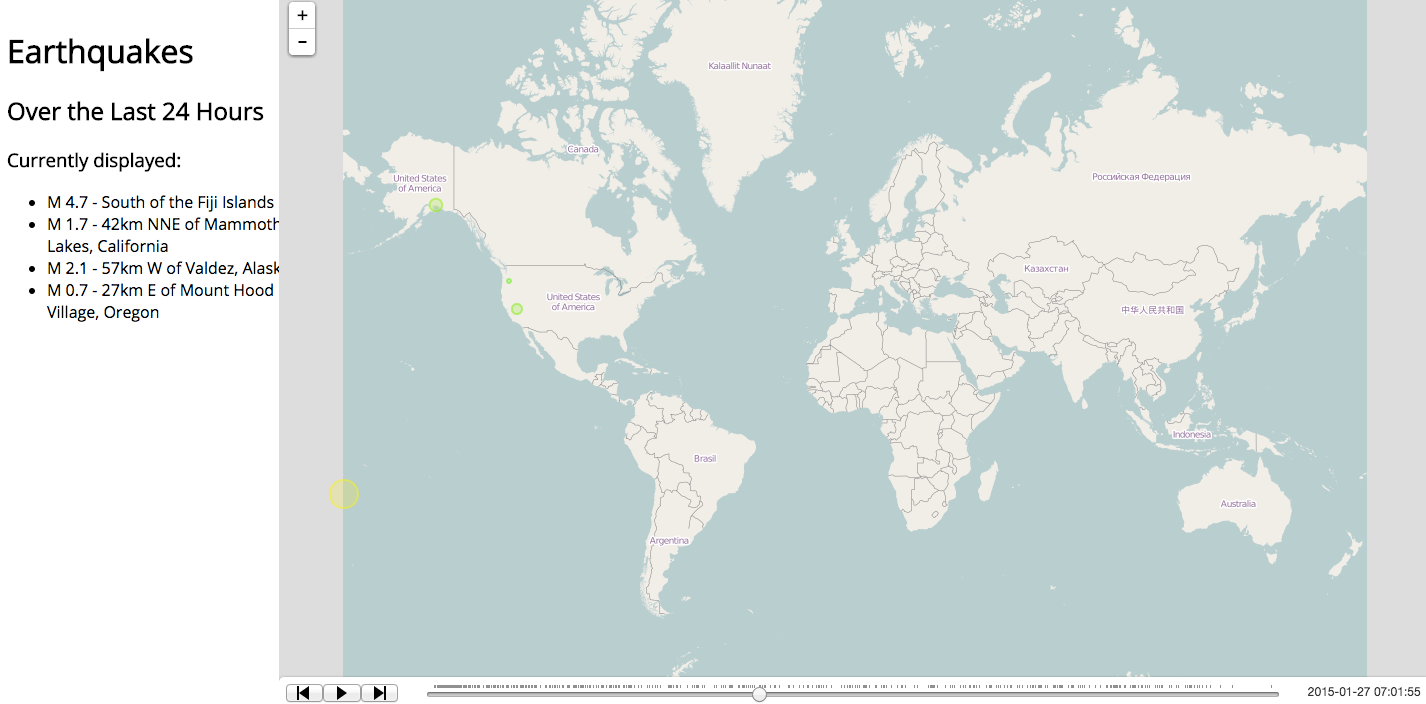 Earthquakes
Over the Last 24 Hours
Currently displayed:
M 4.7 - South of the Fiji Islands
M 1.7 - 42km NNE of Mammoth
Lakes, California
M 2.1 - 57km W of Valdez, Alask
M 0.7 - 27km E of Mount Hood
Village, Oregon
+
-
Kalaallit Nunaat
Canada
United States
of America
Российская Федерация
Казахстан
United States
of America
中华人民共和国
Indonesia
Brasil
Australia
Argentina
2015-01-27 07:01:55